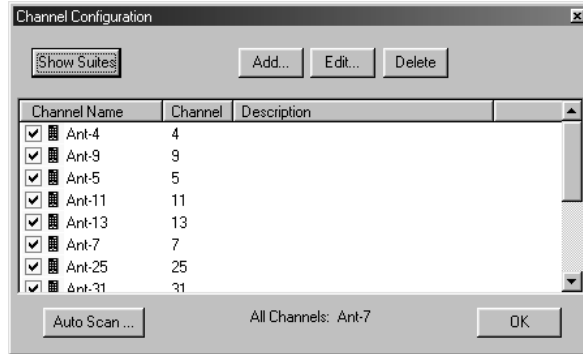 Channel Configuration
Show Suites Add... Edit... Delete
Channel Name Channel Description
Ant-4 4
Ant-9 9
Ant-5 5
Ant-11 11
Ant-13 13
Ant-7 7
Ant-25 25
Ant-31 31
Auto Scan ... All Channels: Ant-7 OK